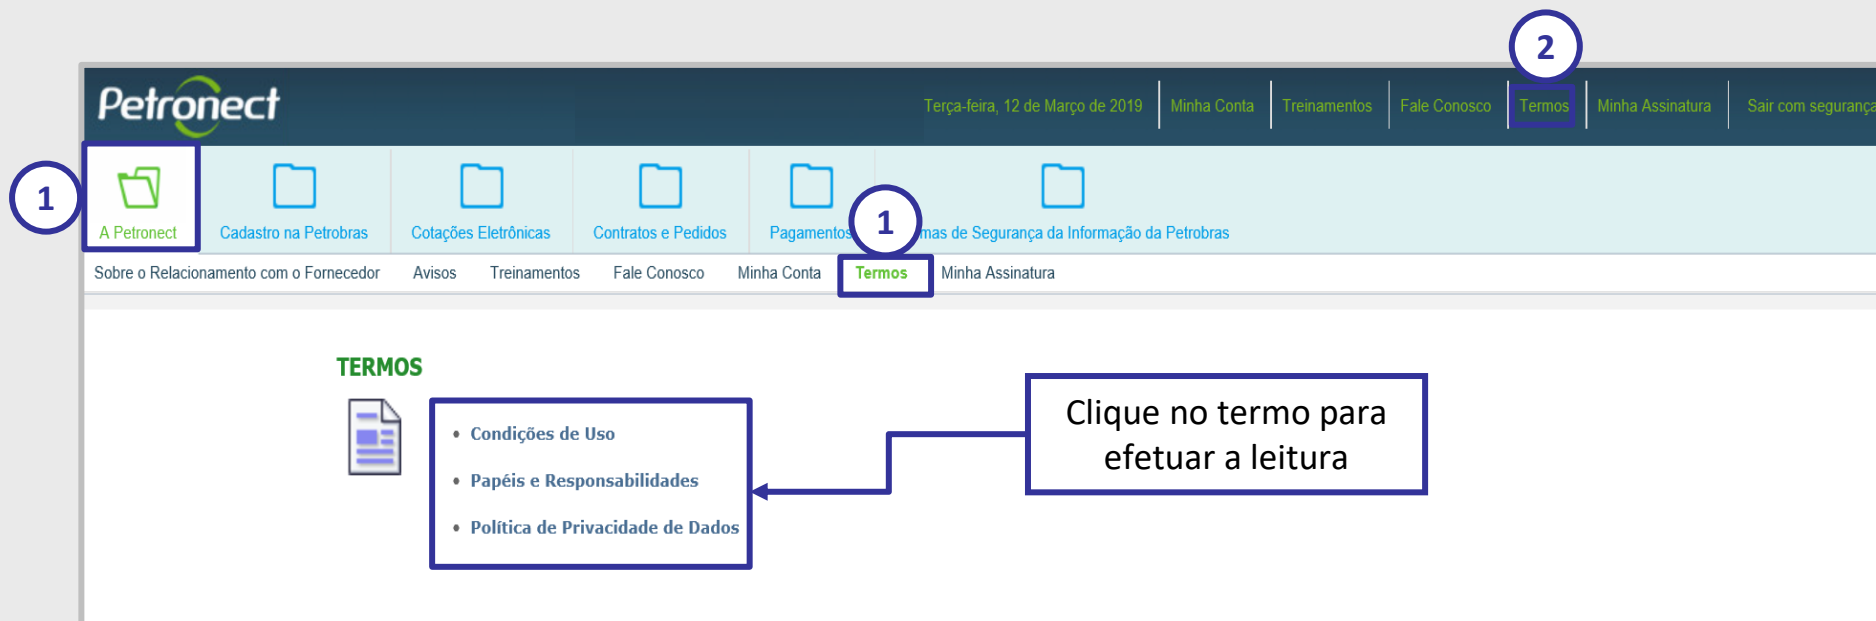 2
Petronect
Terça-feira, 12 de Março de 2019
Minha Conta
Treinamentos
Fale Conosco
Termos
Minha Assinatura
Sair com segurança
1
A Petronect
Cadastro na Petrobras
Cotações Eletrônicas
Contratos e Pedidos
Pagamentos
1
mas de Segurança da Informação da Petrobras
Sobre o Relacionamento com o Fornecedor
Avisos
Treinamentos
Fale Conosco
Minha Conta
Termos
Minha Assinatura
TERMOS
• Condições de Uso
• Papéis e Responsabilidades
• Política de Privacidade de Dados
Clique no termo para
efetuar a leitura